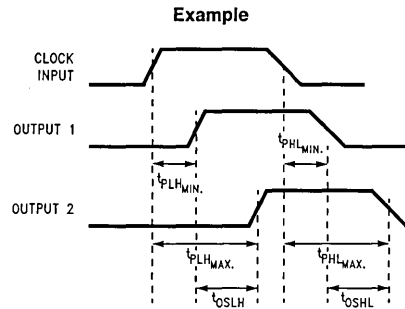 Example
CLOCK
INPUT
OUTPUT 1
tPHLMIN.
tPLHMIN.
OUTPUT 2
tPLHMAX.
tPHLMAX.
tOSLH
tOSHL